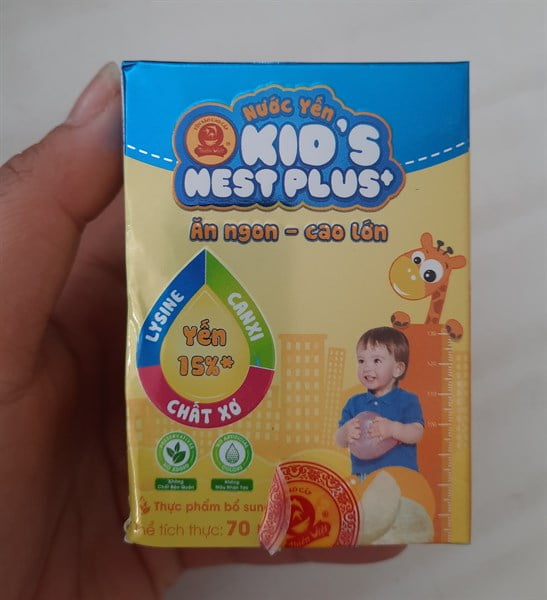 NƯỚC YẾN
KID'S
NEST PLUS+
Ăn ngon - cao lớn
LYSINE
CANXI
Yến
15%*
CHẤT XƠ
Không
Chất Bảo Quản
Không
Màu Nhân Tạo
Thực phẩm bổ sung
Thể tích thực: 70